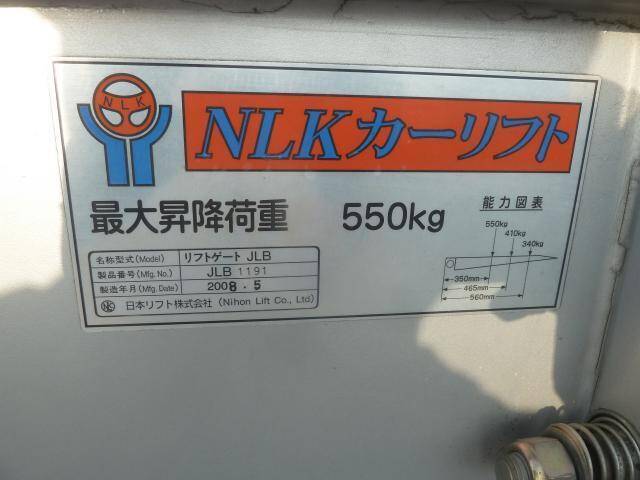 NLK
NLKカーリフト
最大昇降荷重 550kg
能力図表
550kg
410kg
340kg
350mm
465mm
560mm
名称型式(Model) リフトゲート JLB
製品番号(Mfg.No.) JLB 1191
製造年月(Mfg.Date) 2008.5
日本リフト株式会社(Nihon Lift Co., Ltd)